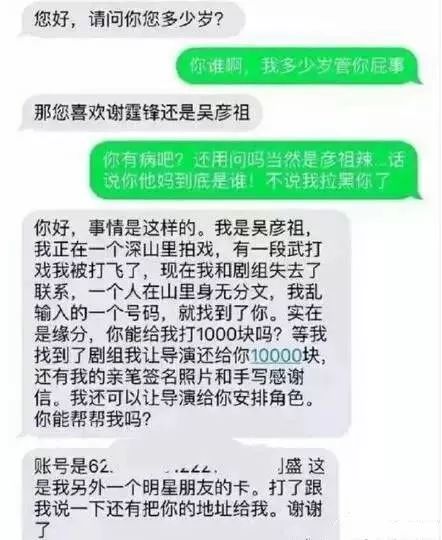 您好，请问你您多少岁？
你谁啊，我多少岁管你屁事
那您喜欢谢霆锋还是吴彦祖
你有病吧？还用问吗当然是彦祖辣...话
说你他妈到底是谁！不说我拉黑你了
你好，事情是这样的。我是吴彦祖，
我正在一个深山里拍戏，有一段武打
戏我被打飞了，现在我和剧组失去了
联系，一个人在山里身无分文，我乱
输入的一个号码，就找到了你。实在
是缘分，你能给我打1000块吗？等我
找到了剧组我让导演还给你10000块，
还有我的亲笔签名照片和手写感谢
信。我还可以让导演给你安排角色。
你能帮帮我吗？
账号是62 盛 这
是我另外一个明星朋友的卡。打了跟
我说一下还有把你的地址给我。谢谢
了